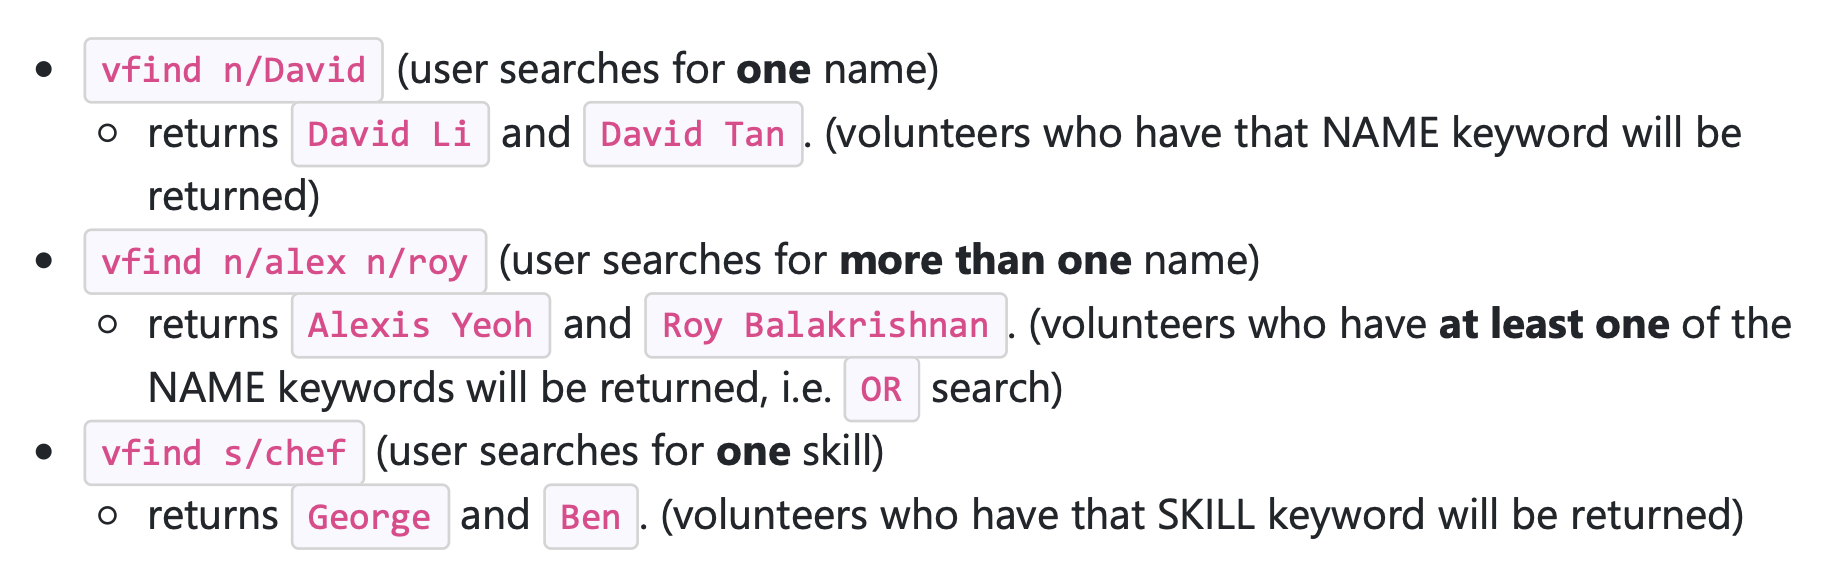 vfind n/David (user searches for one name)
returns David Li and David Tan. (volunteers who have that NAME keyword will be
returned)
vfind n/alex n/roy (user searches for more than one name)
returns Alexis Yeoh and Roy Balakrishnan. (volunteers who have at least one of the
NAME keywords will be returned, i.e. OR search)
vfind s/chef (user searches for one skill)
returns George and Ben. (volunteers who have that SKILL keyword will be returned)